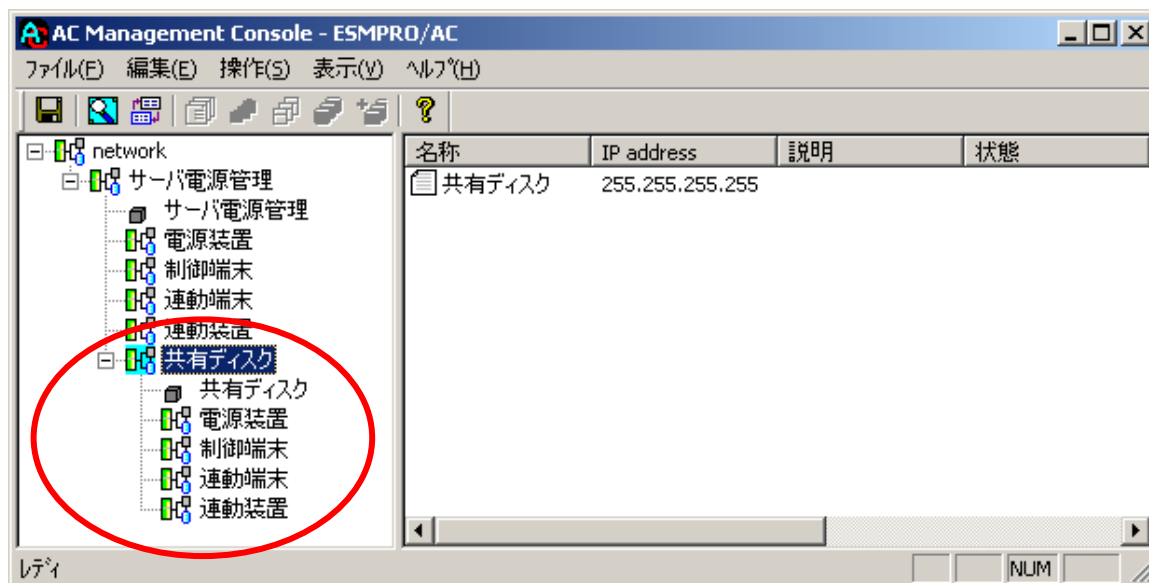 AC Management Console - ESMPRO/AC
ﾌｧｲﾙ(F) 編集(E) 操作(S) 表示(V) ﾍﾙﾌﾟ(H)
network
サーバ電源管理
サーバ電源管理
電源装置
制御端末
連動端末
連動装置
共有ディスク
共有ディスク
電源装置
制御端末
連動端末
連動装置
名称 IP address 説明 状態
共有ディスク 255.255.255.255
ﾚﾃﾞｨ NUM